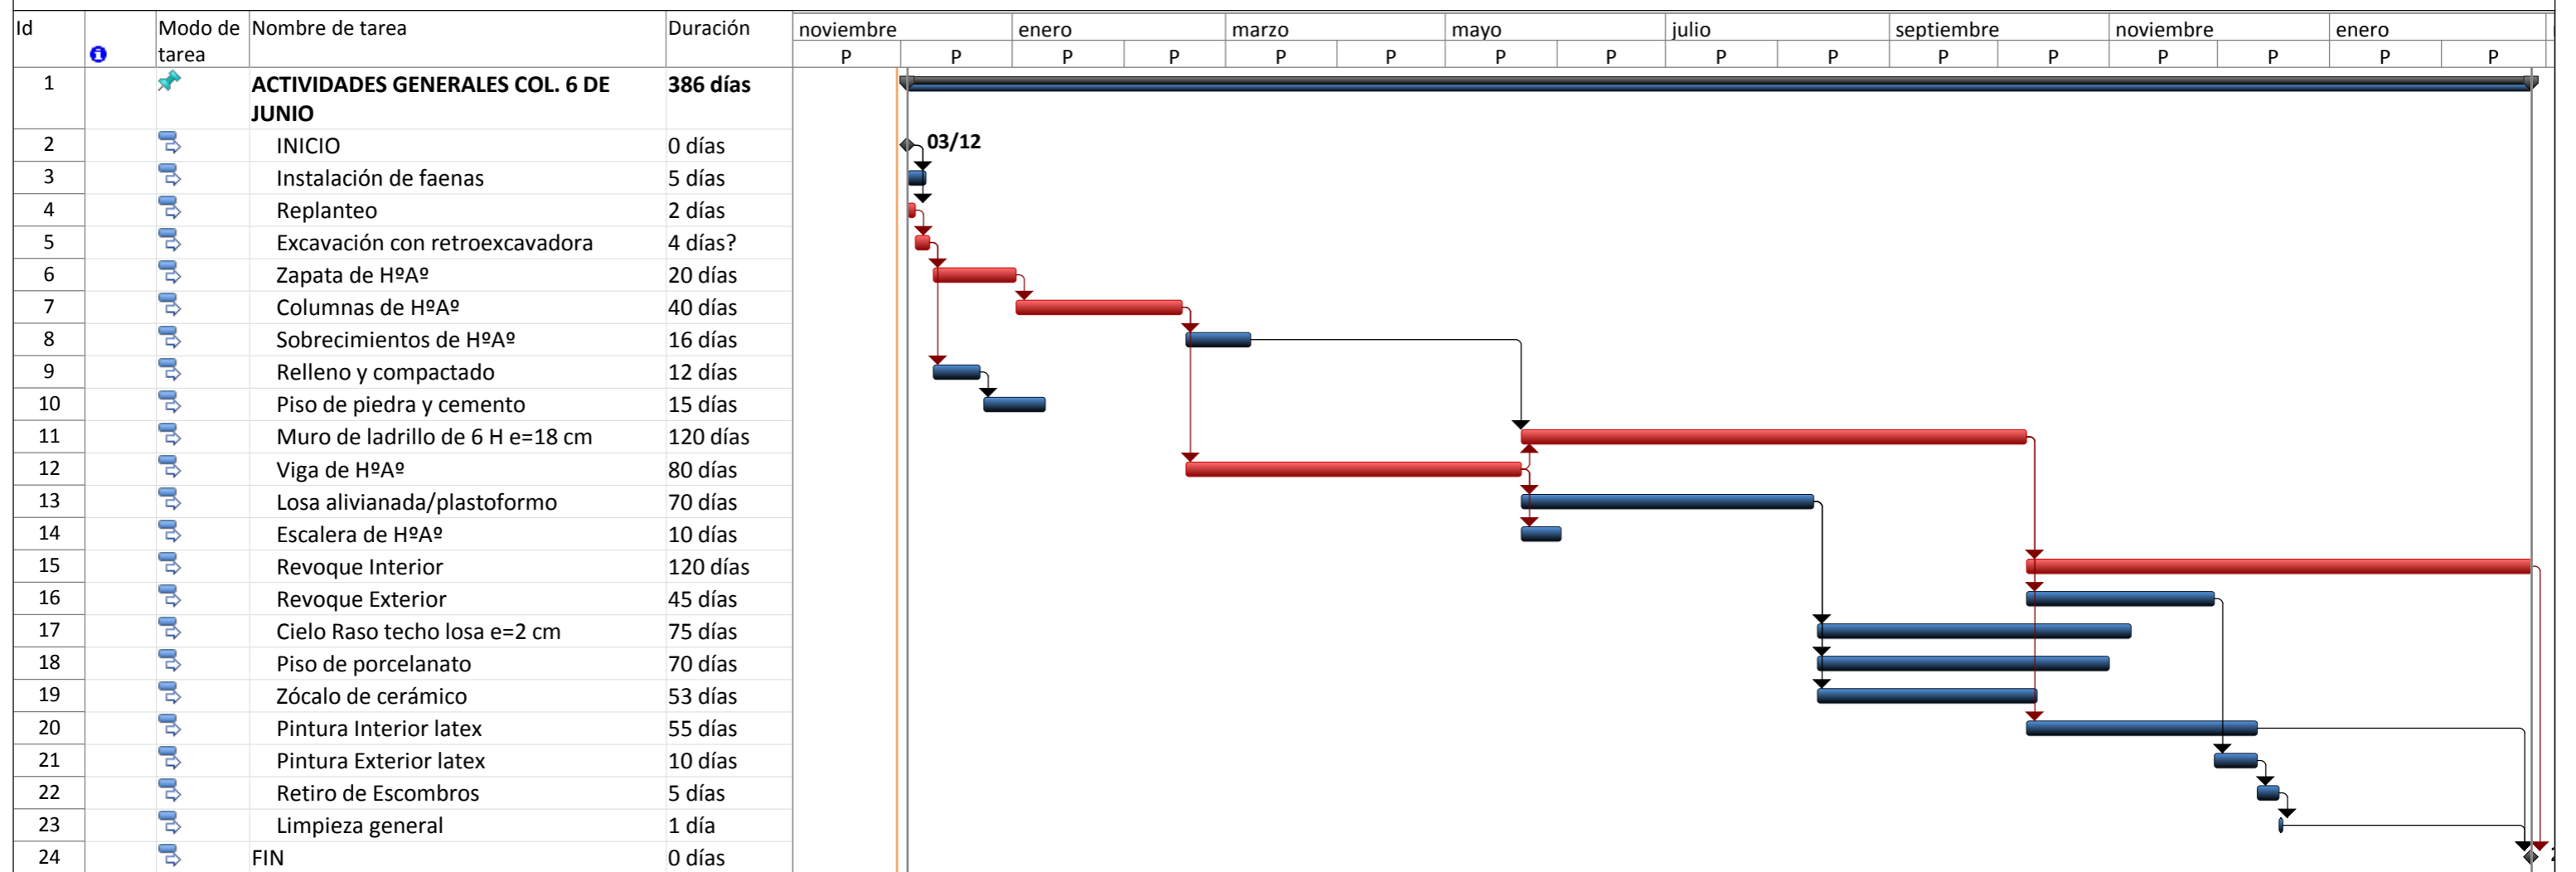 Id Modo de tarea Nombre de tarea Duración noviembre enero marzo mayo julio septiembre noviembre enero
P P P P P P P P P P P P P P P P
1 ACTIVIDADES GENERALES COL. 6 DE JUNIO 386 días
2 INICIO 0 días 03/12
3 Instalación de faenas 5 días
4 Replanteo 2 días
5 Excavación con retroexcavadora 4 días?
6 Zapata de HºAº 20 días
7 Columnas de HºAº 40 días
8 Sobrecimientos de HºAº 16 días
9 Relleno y compactado 12 días
10 Piso de piedra y cemento 15 días
11 Muro de ladrillo de 6 H e=18 cm 120 días
12 Viga de HºAº 80 días
13 Losa alivianada/plastoformo 70 días
14 Escalera de HºAº 10 días
15 Revoque Interior 120 días
16 Revoque Exterior 45 días
17 Cielo Raso techo losa e=2 cm 75 días
18 Piso de porcelanato 70 días
19 Zócalo de cerámico 53 días
20 Pintura Interior latex 55 días
21 Pintura Exterior latex 10 días
22 Retiro de Escombros 5 días
23 Limpieza general 1 día
24 FIN 0 días